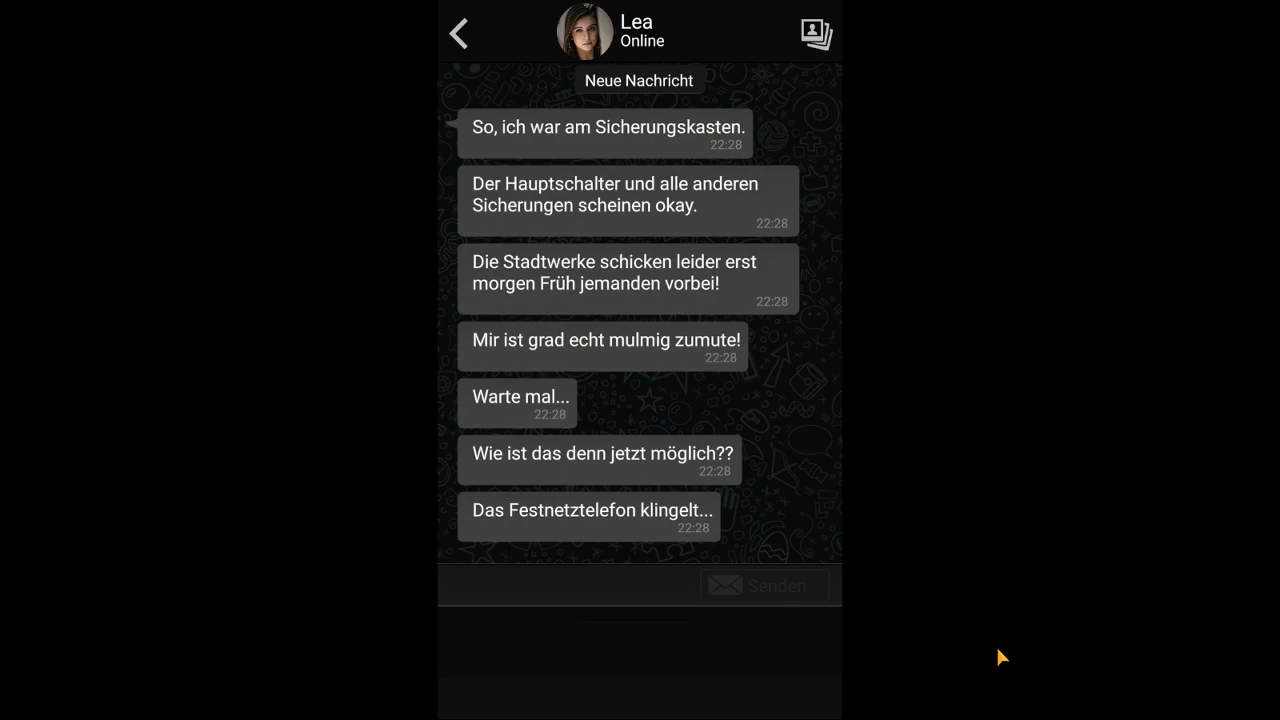 Lea
Online
Neue Nachricht
So, ich war am Sicherungskasten.
22:28
Der Hauptschalter und alle anderen
Sicherungen scheinen okay.
22:28
Die Stadtwerke schicken leider erst
morgen Früh jemanden vorbei!
22:28
Mir ist grad echt mulmig zumute!
22:28
Warte mal...
22:28
Wie ist das denn jetzt möglich??
22:28
Das Festnetztelefon klingelt...
22:28
Senden